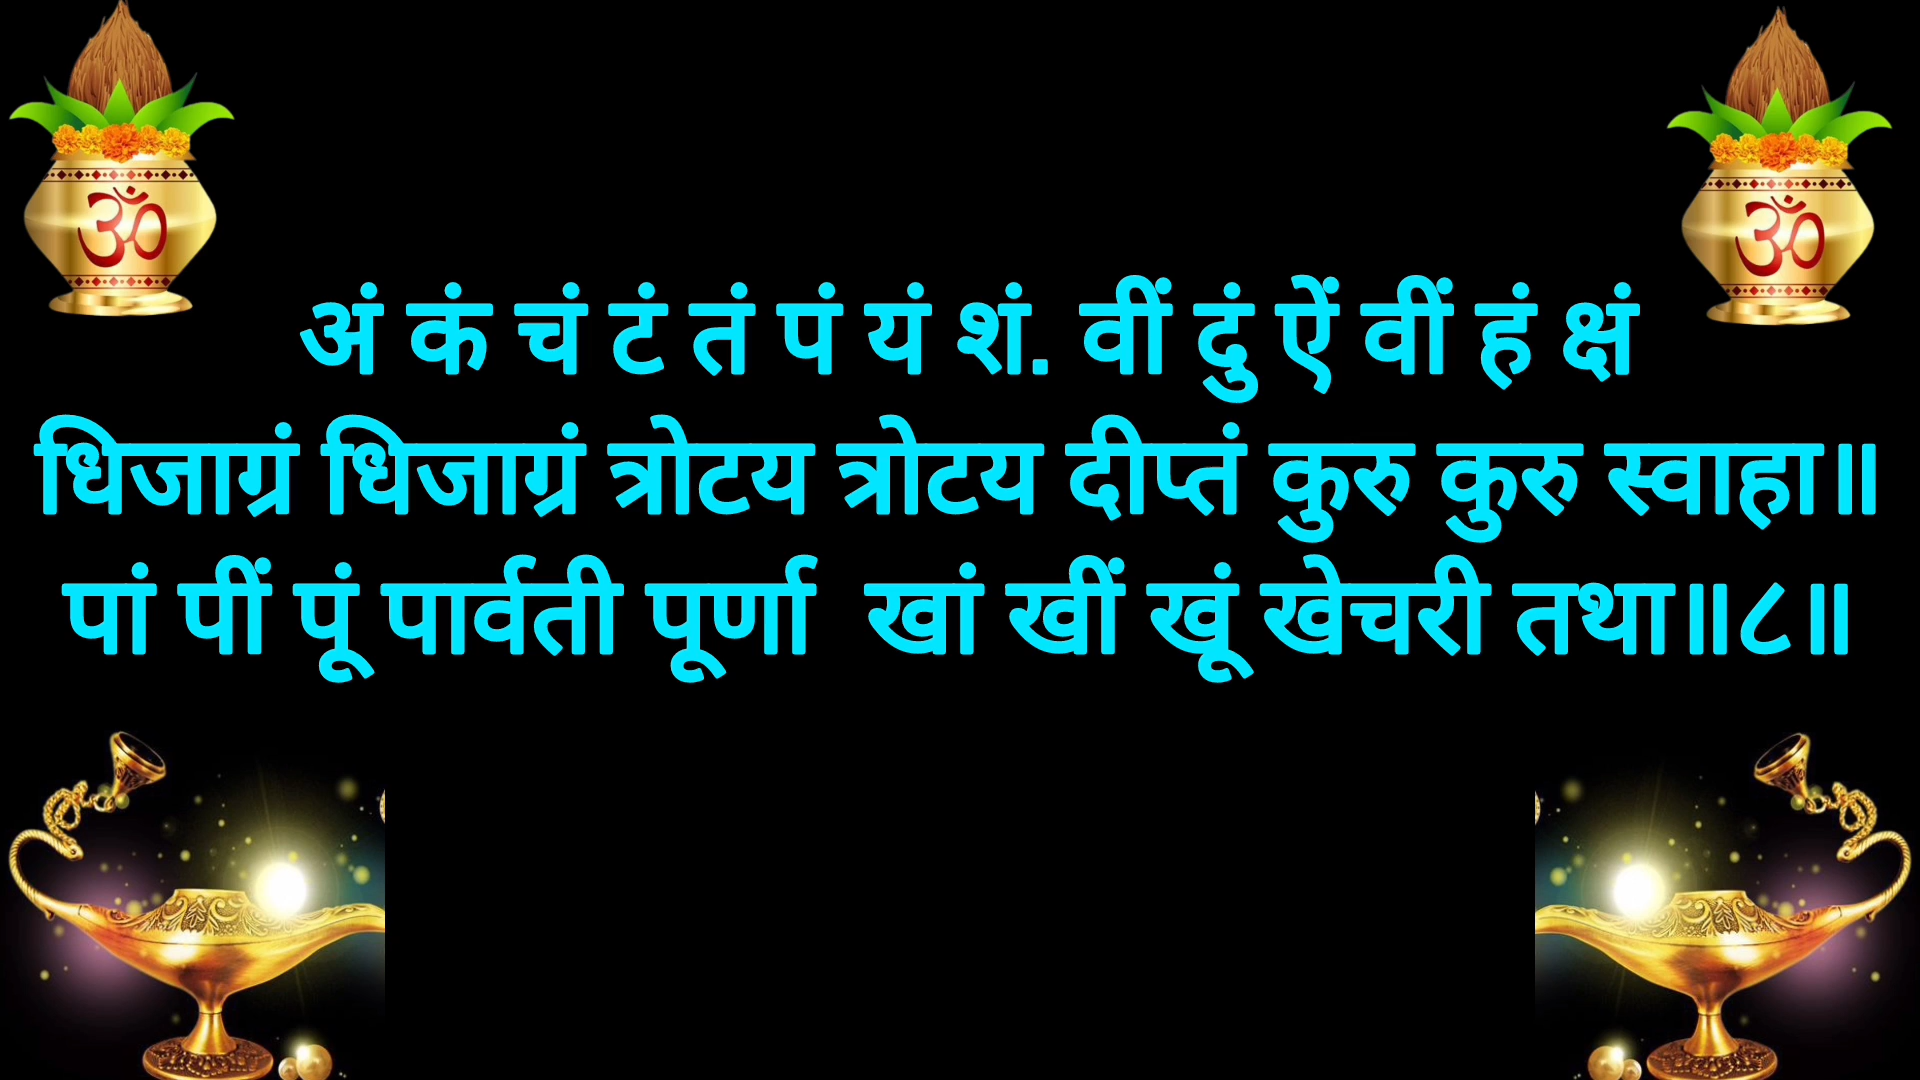 ॐ ॐ
अं कं चं टं तं पं यं शं. वीं दुं ऐं वीं हं क्षं
धिजाग्रं धिजाग्रं त्रोटय त्रोटय दीप्तं कुरु कुरु स्वाहा॥
पां पीं पूं पार्वती पूर्णा  खां खीं खूं खेचरी तथा॥८॥